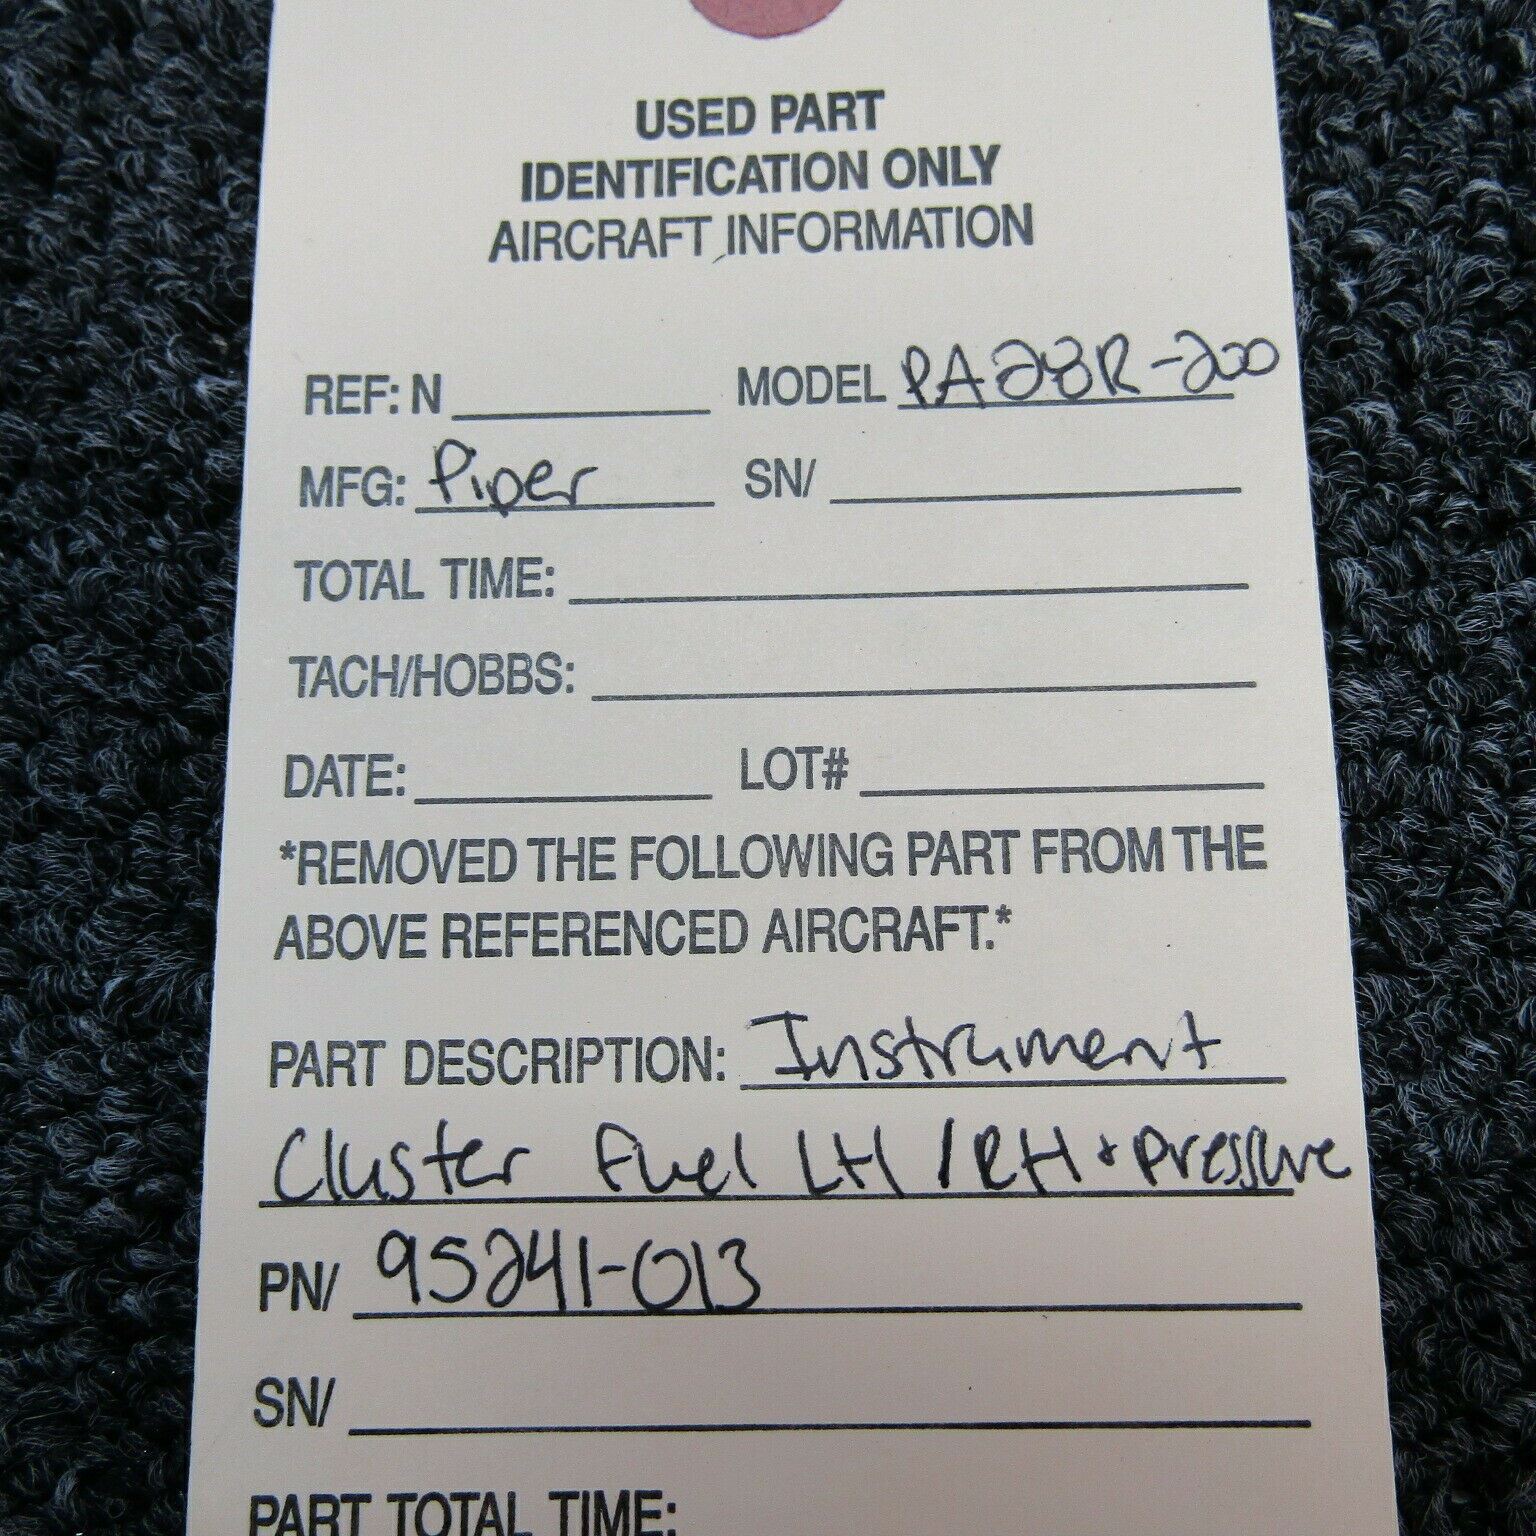 USED PART
IDENTIFICATION ONLY
AIRCRAFT INFORMATION
REF: N MODEL PA28R-200
MFG: Piper SN/
TOTAL TIME:
TACH/HOBBS:
DATE: LOT#
*REMOVED THE FOLLOWING PART FROM THE
ABOVE REFERENCED AIRCRAFT.*
PART DESCRIPTION: Instrument
Cluster Fuel LH / RH + pressure
PN/ 95241-013
SN/
PART TOTAL TIME: